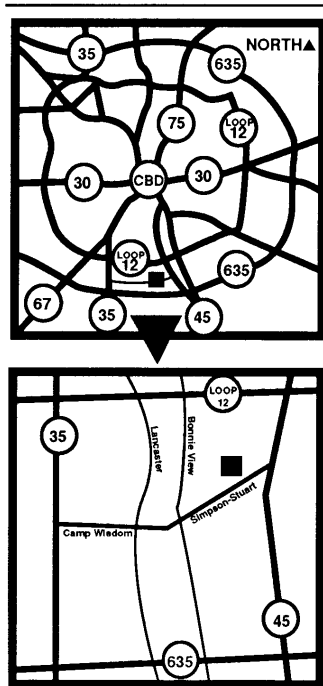 35
NORTH▲
635
75
LOOP 12
30
CBD
30
LOOP 12
635
67
35
45
LOOP 12
35
Lancaster
Bonnie View
Simpson-Stuart
Camp Wisdom
45
635